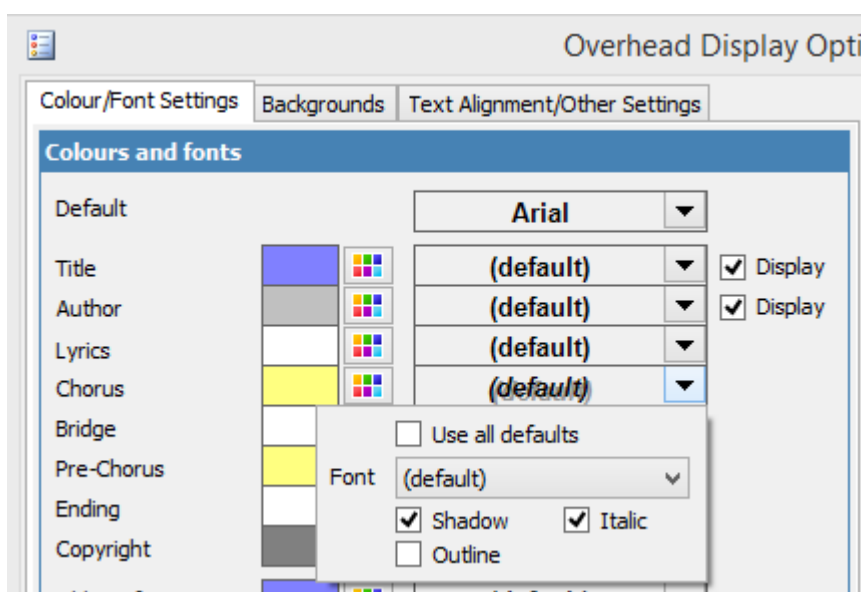 Overhead Display Opti
Colour/Font Settings Backgrounds Text Alignment/Other Settings
Colours and fonts
Default Arial
Title (default) Display
Author (default) Display
Lyrics (default)
Chorus (default)
Bridge Use all defaults
Pre-Chorus Font (default)
Ending Shadow Italic
Copyright Outline